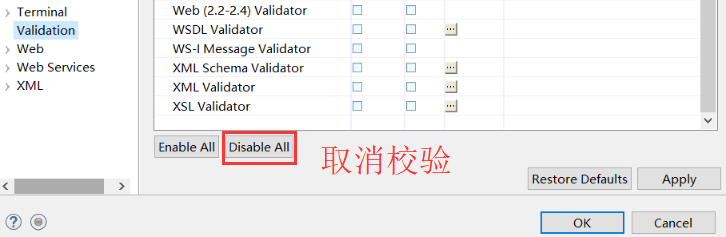 Terminal
Validation
Web
Web Services
XML
Web (2.2-2.4) Validator
WSDL Validator
WS-I Message Validator
XML Schema Validator
XML Validator
XSL Validator
Enable All
Disable All
取消校验
Restore Defaults
Apply
OK
Cancel